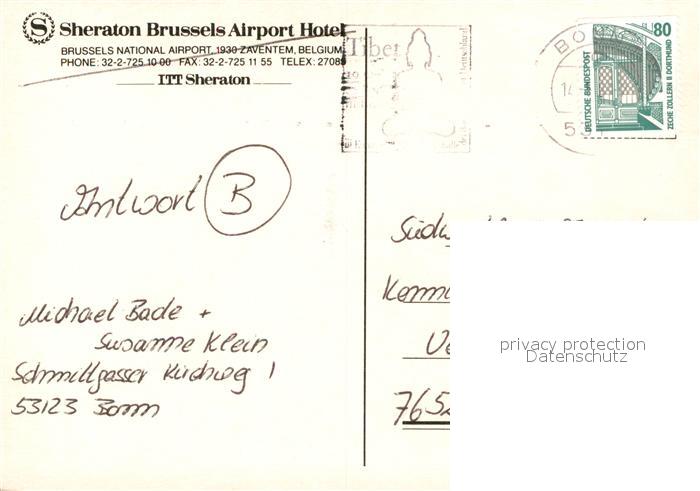 Sheraton Brussels Airport Hotel
BRUSSELS NATIONAL AIRPORT, 1930 ZAVENTEM, BELGIUM
PHONE: 32-2-725 10 00 FAX: 32-2-725 11 55 TELEX: 27085
ITT Sheraton
Tibet
80
DEUTSCHE BUNDESPOST
ZECHE ZOLLERN II DORTMUND
Antwort B
Michael Bade +
Susanne Klein
Schmittgasser Kirchweg 1
53123 Bonn
privacy protection
Datenschutz